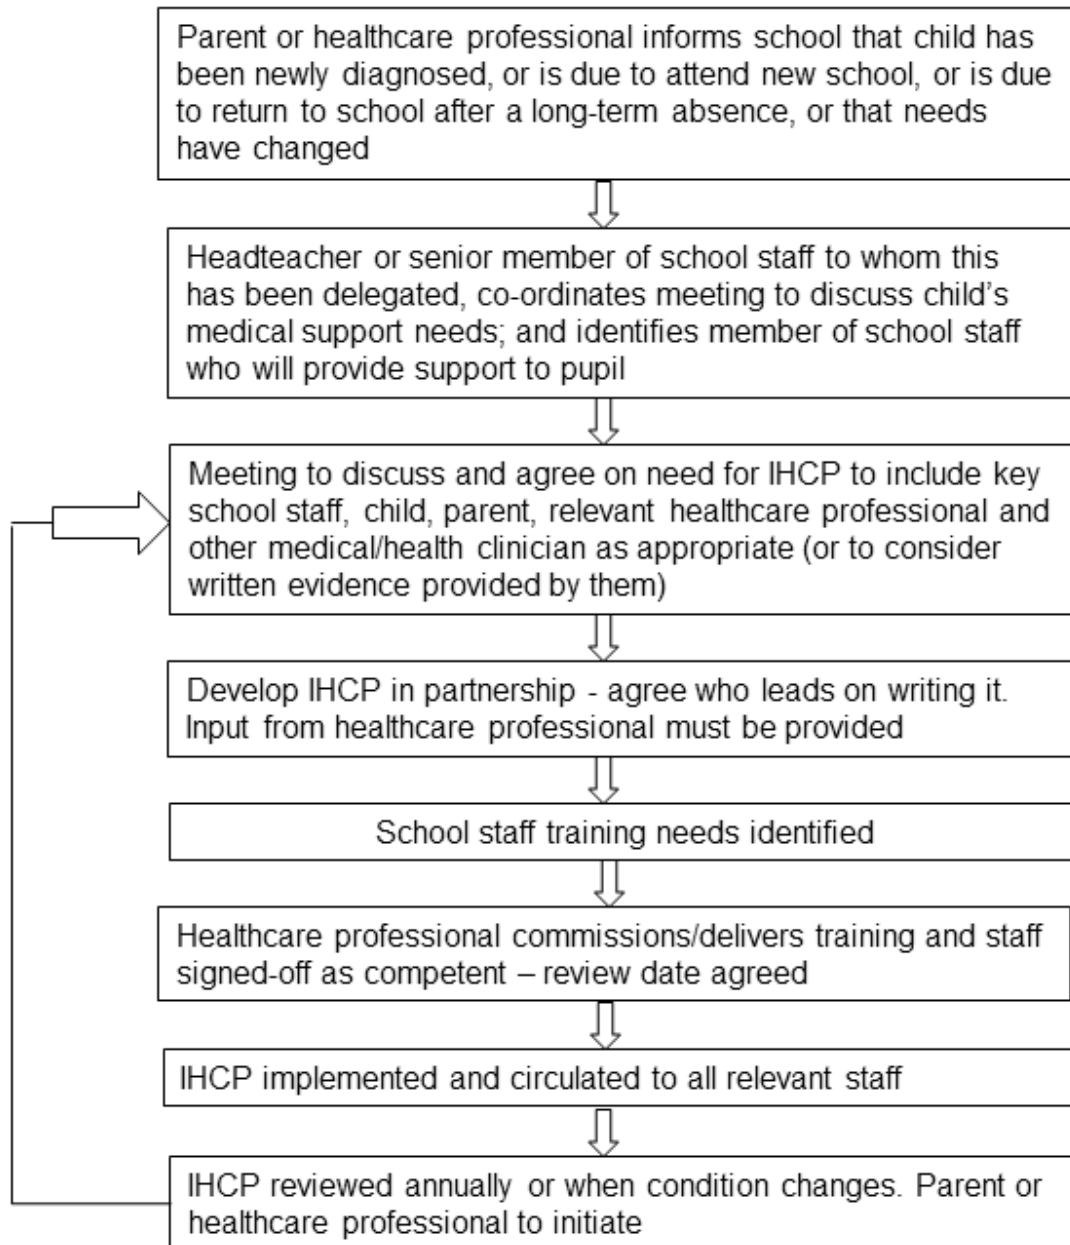 Parent or healthcare professional informs school that child has
been newly diagnosed, or is due to attend new school, or is due
to return to school after a long-term absence, or that needs
have changed
Headteacher or senior member of school staff to whom this
has been delegated, co-ordinates meeting to discuss child's
medical support needs; and identifies member of school staff
who will provide support to pupil
Meeting to discuss and agree on need for IHCP to include key
school staff, child, parent, relevant healthcare professional and
other medical/health clinician as appropriate (or to consider
written evidence provided by them)
Develop IHCP in partnership - agree who leads on writing it.
Input from healthcare professional must be provided
School staff training needs identified
Healthcare professional commissions/delivers training and staff
signed-off as competent – review date agreed
IHCP implemented and circulated to all relevant staff
IHCP reviewed annually or when condition changes. Parent or
healthcare professional to initiate